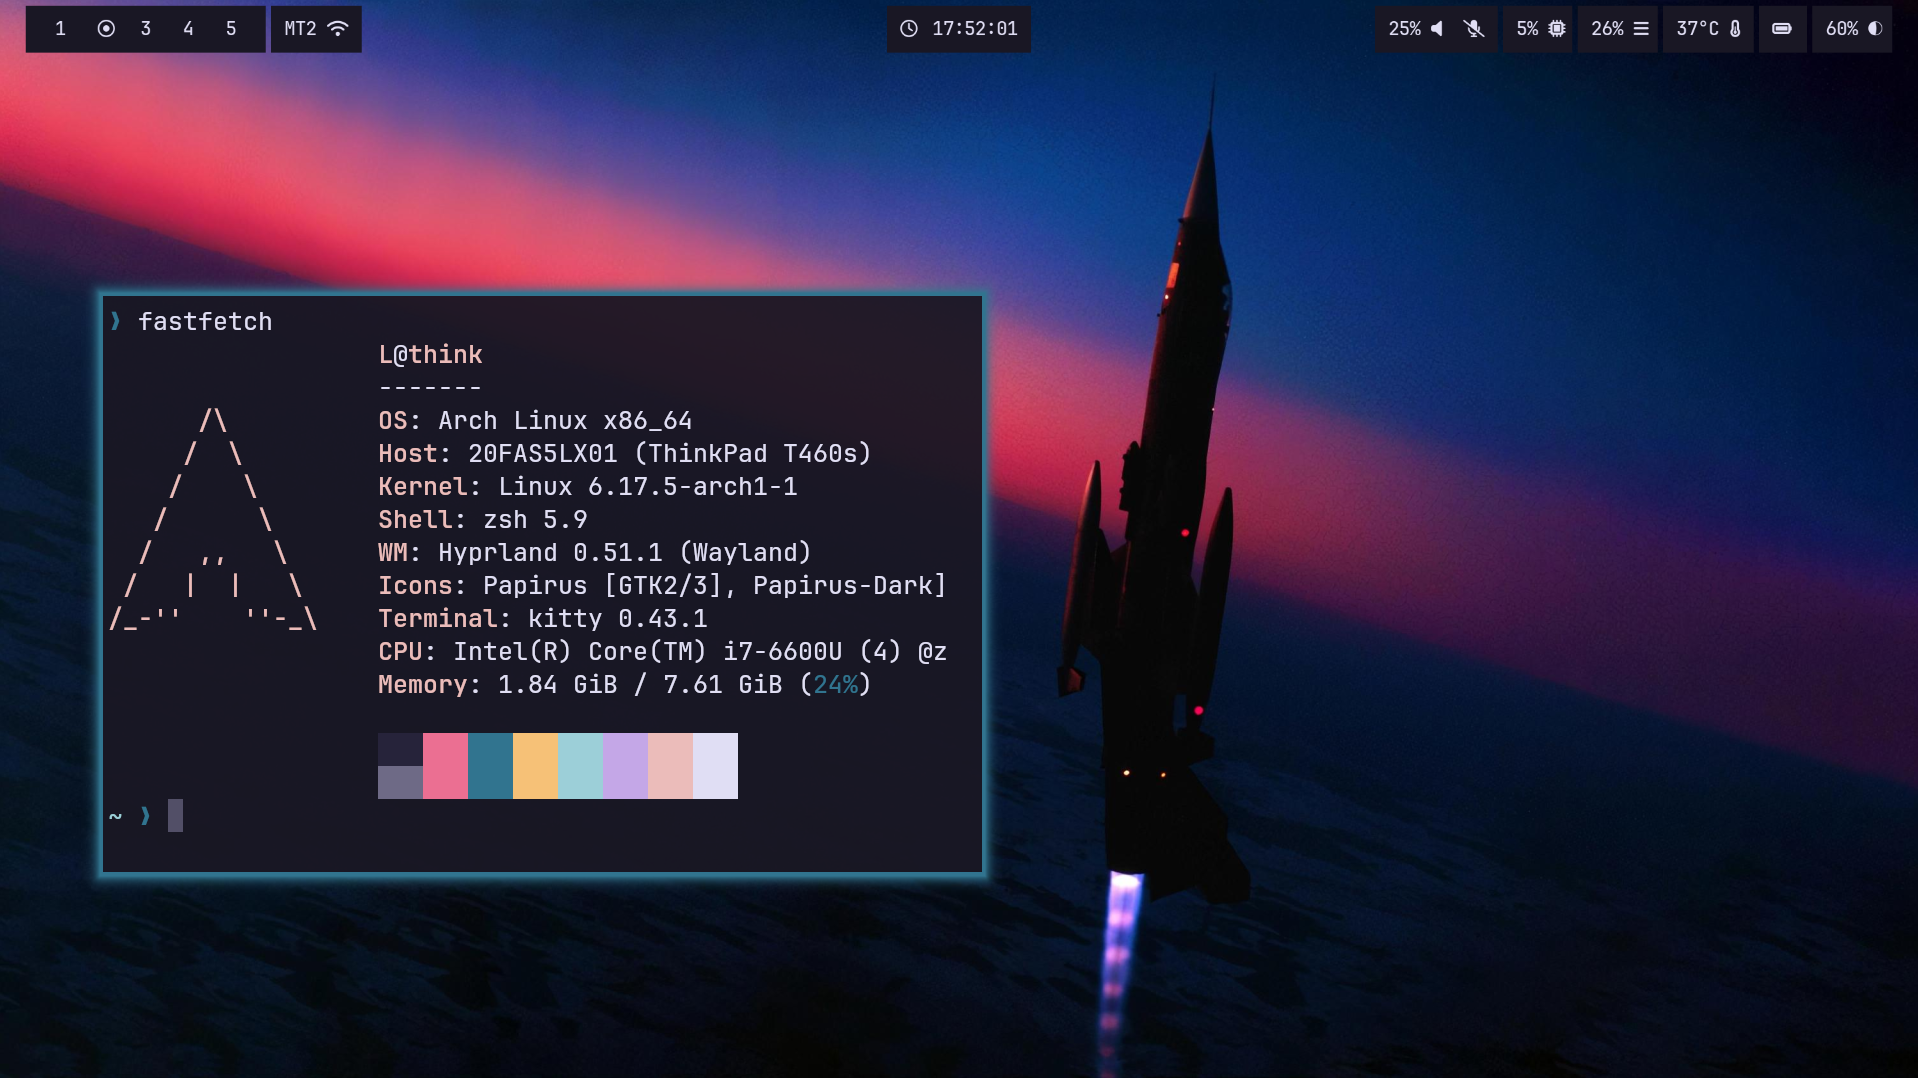 1 3 4 5 MT2 17:52:01 25% 5% 26% 37°C 60%
❱ fastfetch
L@think
-------
OS: Arch Linux x86_64
Host: 20FAS5LX01 (ThinkPad T460s)
Kernel: Linux 6.17.5-arch1-1
Shell: zsh 5.9
WM: Hyprland 0.51.1 (Wayland)
Icons: Papirus [GTK2/3], Papirus-Dark]
Terminal: kitty 0.43.1
CPU: Intel(R) Core(TM) i7-6600U (4) @z
Memory: 1.84 GiB / 7.61 GiB (24%)
~ ❱